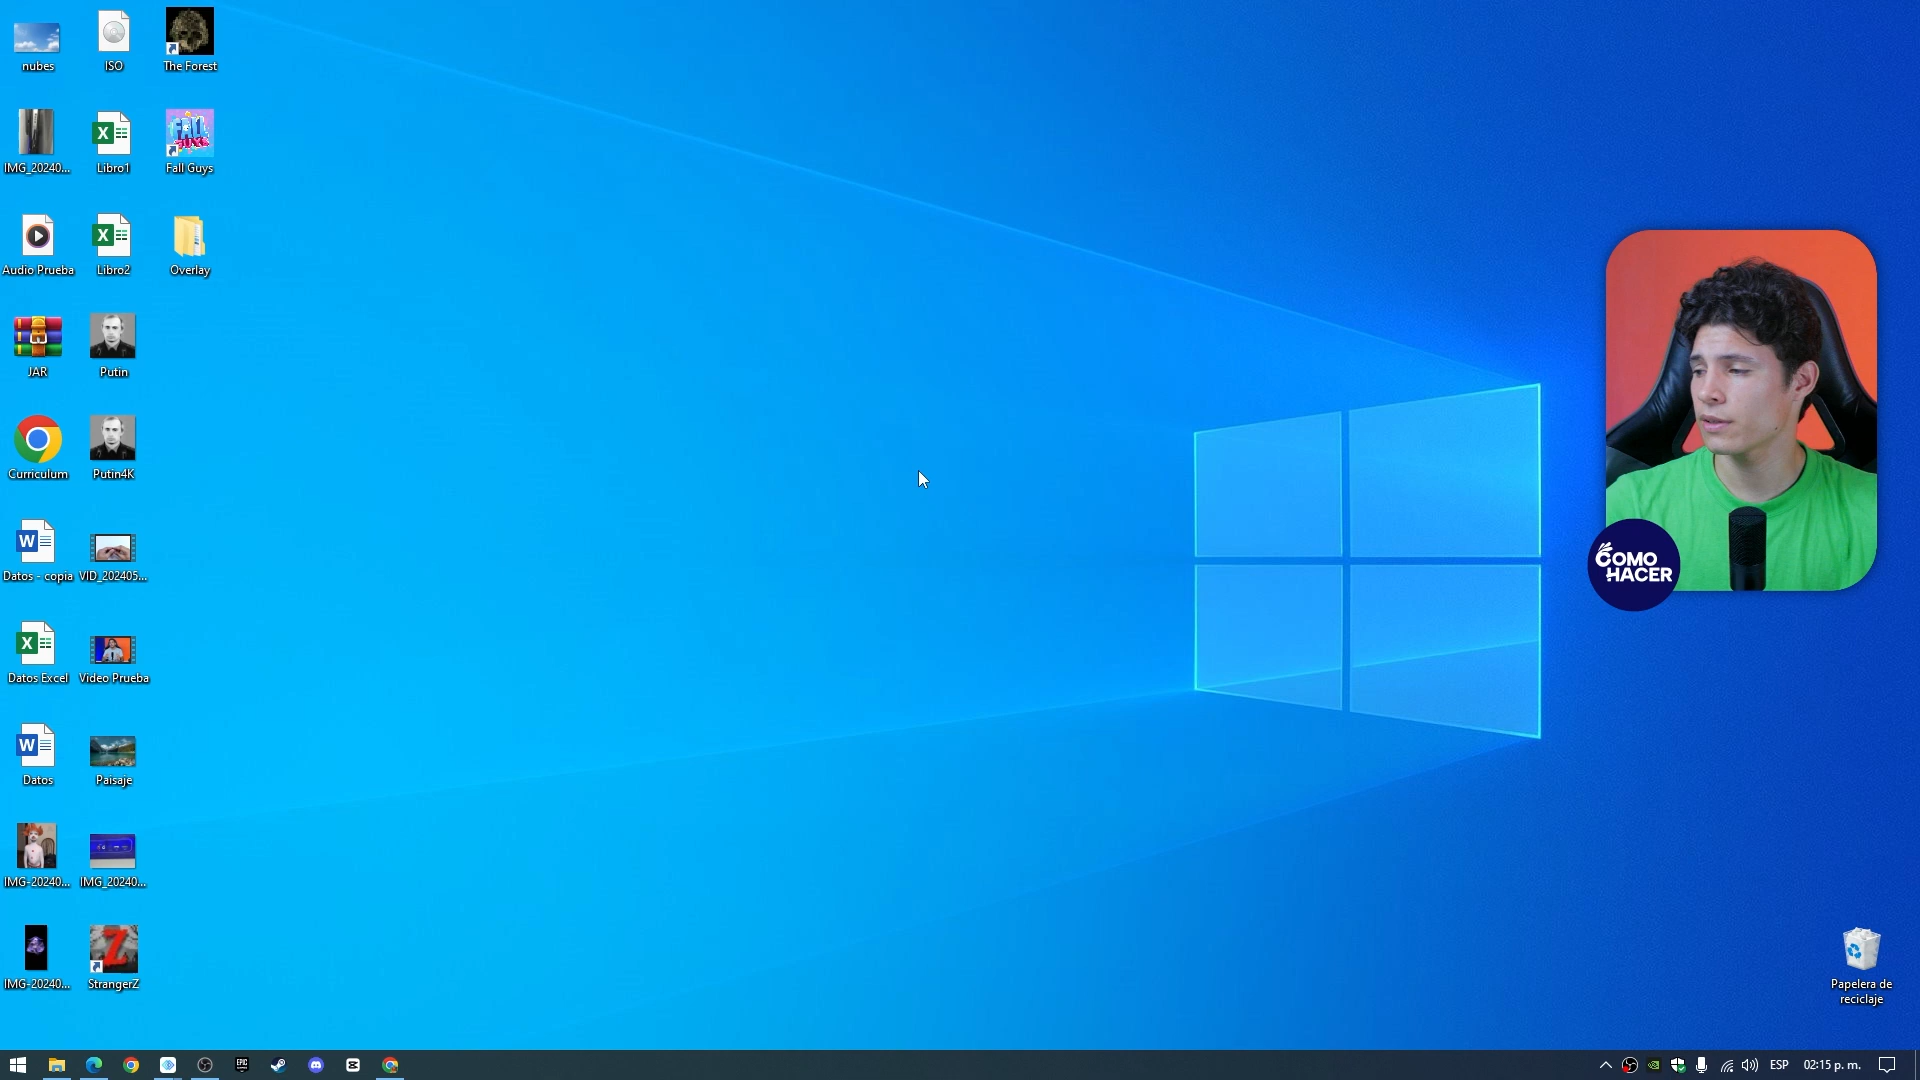 nubes
ISO
The Forest
IMG_20240...
Libro1
Fall Guys
Audio Prueba
Libro2
Overlay
JAR
Putin
Curriculum
Putin4K
Datos - copia
VID_202405...
Datos Excel
Video Prueba
Datos
Paisaje
IMG-20240...
IMG_20240...
IMG-20240...
StrangerZ
COMO
HACER
Papelera de
reciclaje
ESP
02:15 p. m.